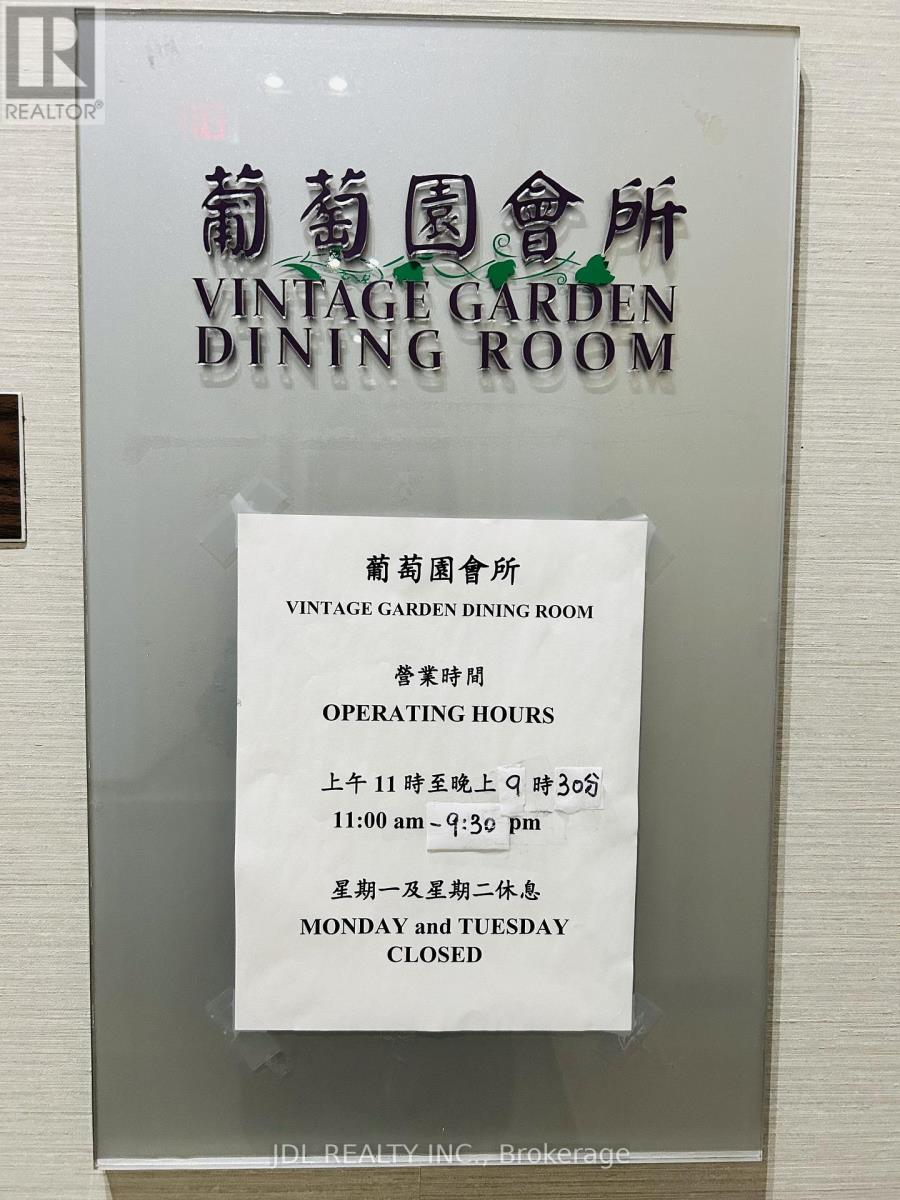 REALTOR®
葡萄園會所
VINTAGE GARDEN
DINING ROOM
葡萄園會所
VINTAGE GARDEN DINING ROOM
營業時間
OPERATING HOURS
上午 11 時至晚上 9 時 30分
11:00 am - 9:30 pm
星期一及星期二休息
MONDAY and TUESDAY
CLOSED
JDL REALTY INC., Brokerage